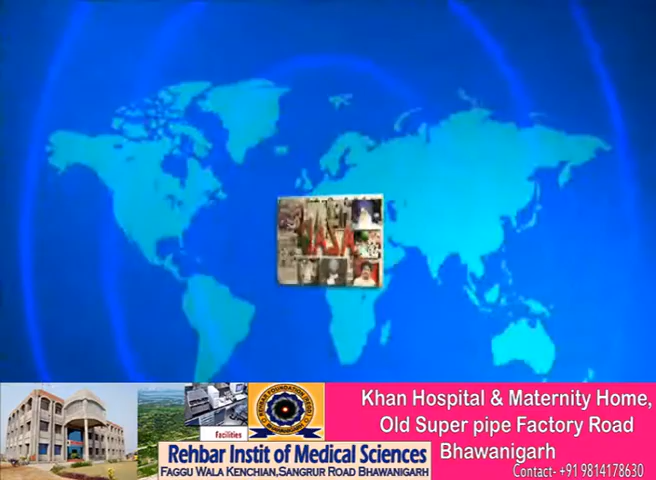 Khan Hospital & Maternity Home,
Old Super pipe Factory Road
Bhawanigarh
Contact- +91 9814178630
Facilities
Rehbar Instit of Medical Sciences
FAGGU WALA KENCHIAN,SANGRUR ROAD BHAWANIGARH